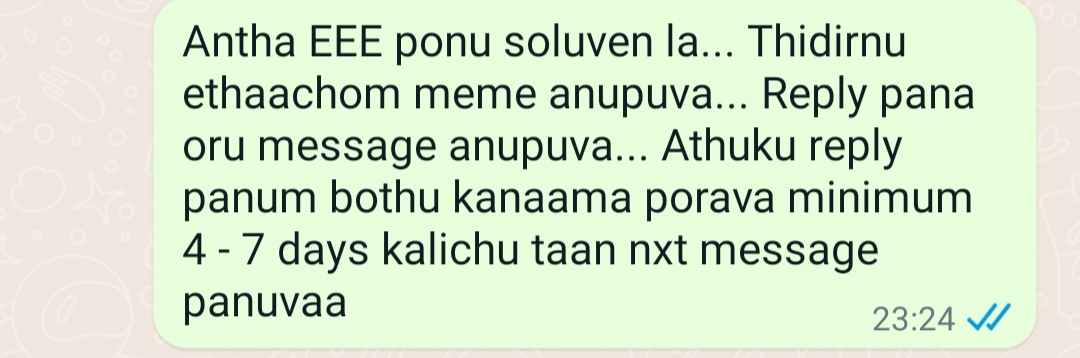 Antha EEE ponu soluven la... Thidirnu
ethaachom meme anupuva... Reply pana
oru message anupuva... Athuku reply
panum bothu kanaama porava minimum
4 - 7 days kalichu taan nxt message
panuvaa
23:24